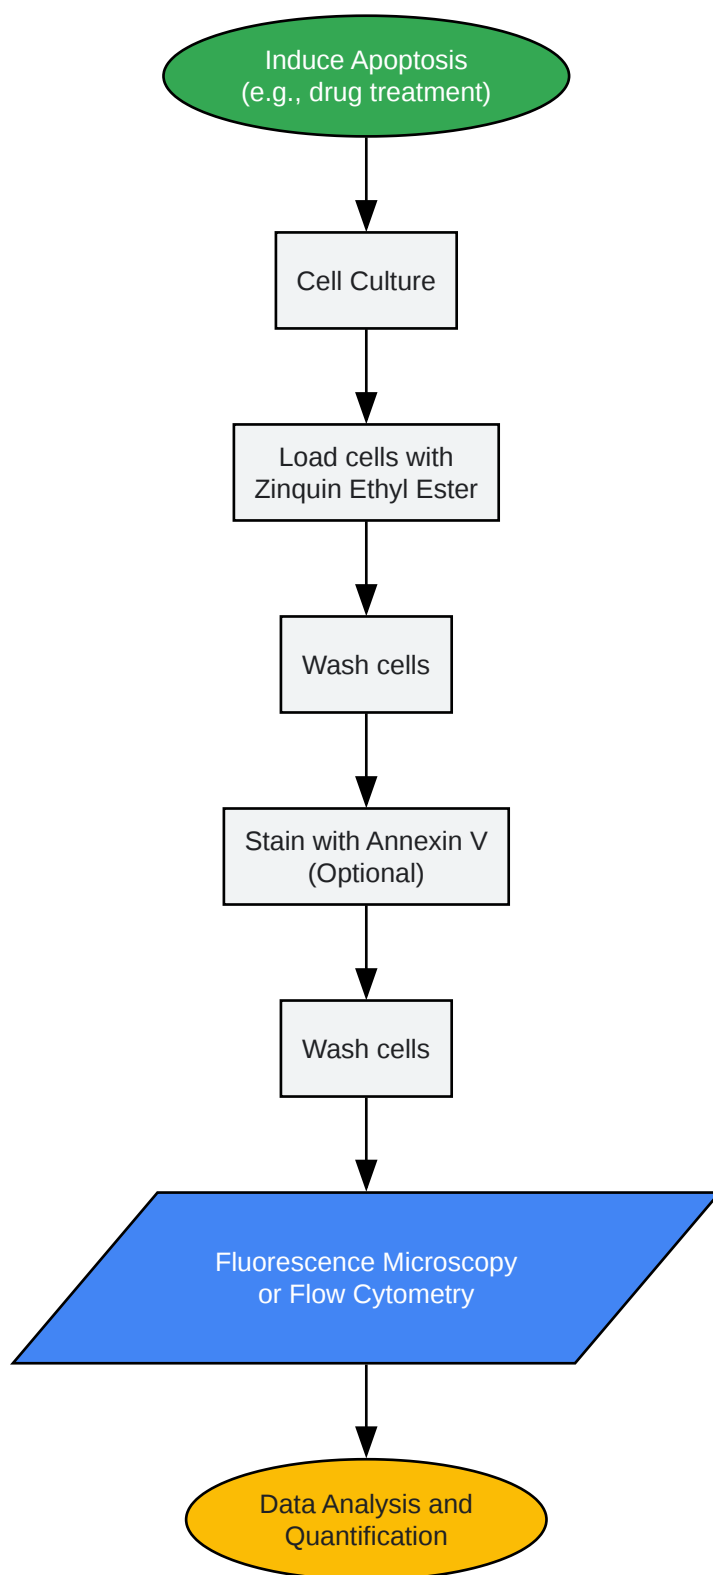 Induce Apoptosis
(e.g., drug treatment)
Cell Culture
Load cells with
Zinquin Ethyl Ester
Wash cells
Stain with Annexin V
(Optional)
Wash cells
Fluorescence Microscopy
or Flow Cytometry
Data Analysis and
Quantification